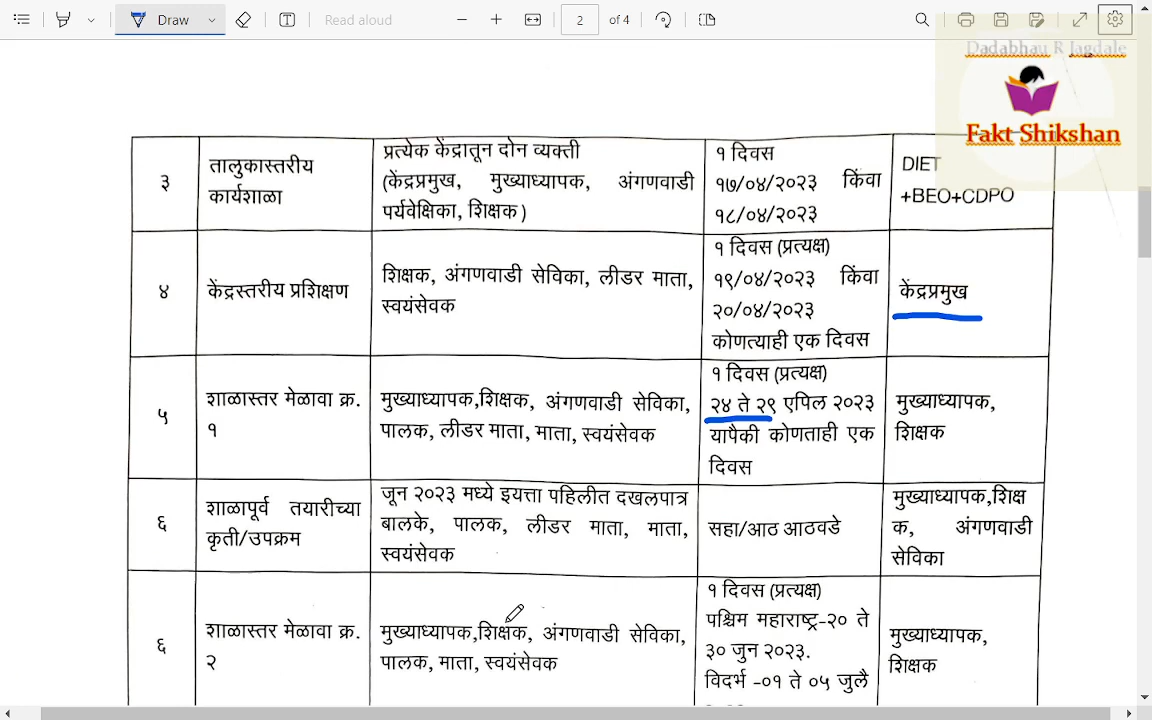 Draw
Read aloud
2 of 4
Dadabhau R Jagdale
Fakt Shikshan
३
तालुकास्तरीय
कार्यशाळा
प्रत्येक केंद्रातून दोन व्यक्ती
(केंद्रप्रमुख, मुख्याध्यापक, अंगणवाडी
पर्यवेक्षिका, शिक्षक)
१ दिवस
१७/०४/२०२३ किंवा
१८/०४/२०२३
DIET
+BEO+CDPO
४
केंद्रस्तरीय प्रशिक्षण
शिक्षक, अंगणवाडी सेविका, लीडर माता,
स्वयंसेवक
१ दिवस (प्रत्यक्ष)
१९/०४/२०२३ किंवा
२०/०४/२०२३
कोणत्याही एक दिवस
केंद्रप्रमुख
५
शाळास्तर मेळावा क्र.
१
मुख्याध्यापक,शिक्षक, अंगणवाडी सेविका,
पालक, लीडर माता, माता, स्वयंसेवक
१ दिवस (प्रत्यक्ष)
२४ ते २९ एपिल २०२३
यापैकी कोणताही एक
दिवस
मुख्याध्यापक,
शिक्षक
६
शाळापूर्व तयारीच्या
कृती/उपक्रम
जून २०२३ मध्ये इयत्ता पहिलीत दखलपात्र
बालके, पालक, लीडर माता, माता,
स्वयंसेवक
सहा/आठ आठवडे
मुख्याध्यापक,शिक्ष
क, अंगणवाडी
सेविका
६
शाळास्तर मेळावा क्र.
२
मुख्याध्यापक,शिक्षक, अंगणवाडी सेविका,
पालक, माता, स्वयंसेवक
१ दिवस (प्रत्यक्ष)
पश्चिम महाराष्ट्र-२० ते
३० जुन २०२३.
विदर्भ -०१ ते ०५ जुलै
मुख्याध्यापक,
शिक्षक